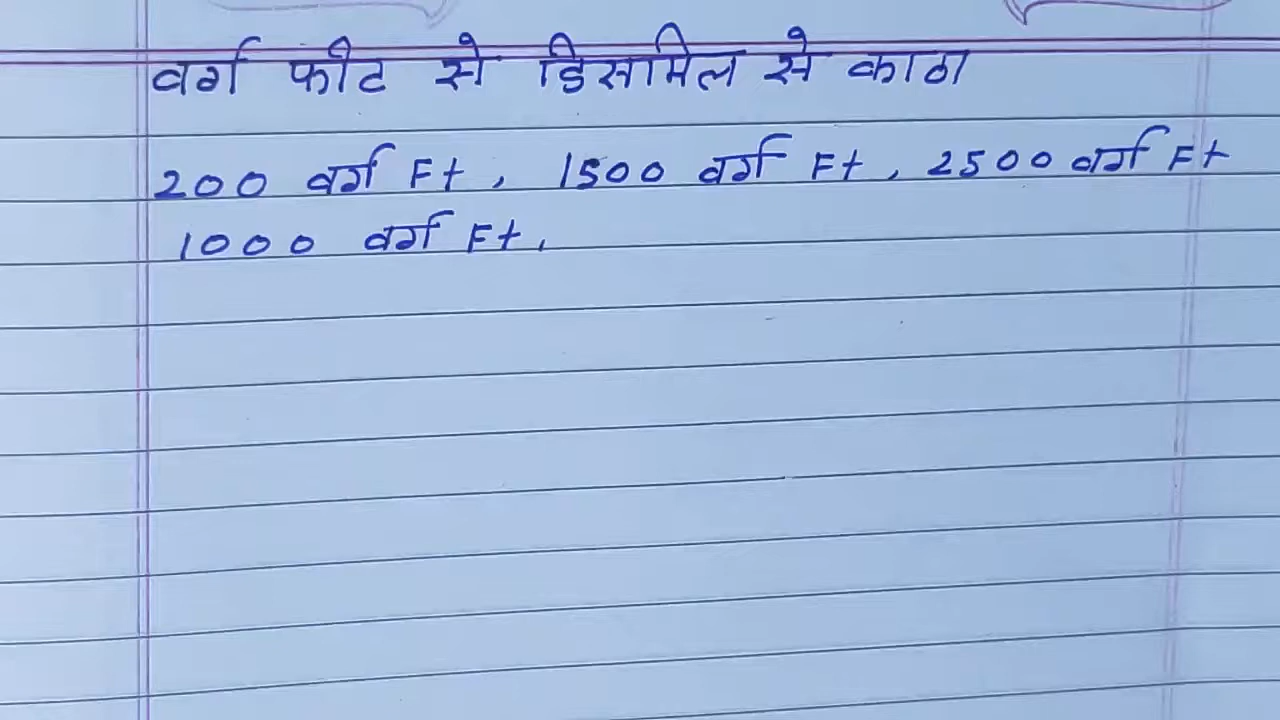 वर्ग फीट से डिसमिल से काठा
200 वर्ग Ft, 1500 वर्ग Ft, 2500 वर्ग Ft
1000 वर्ग Ft,